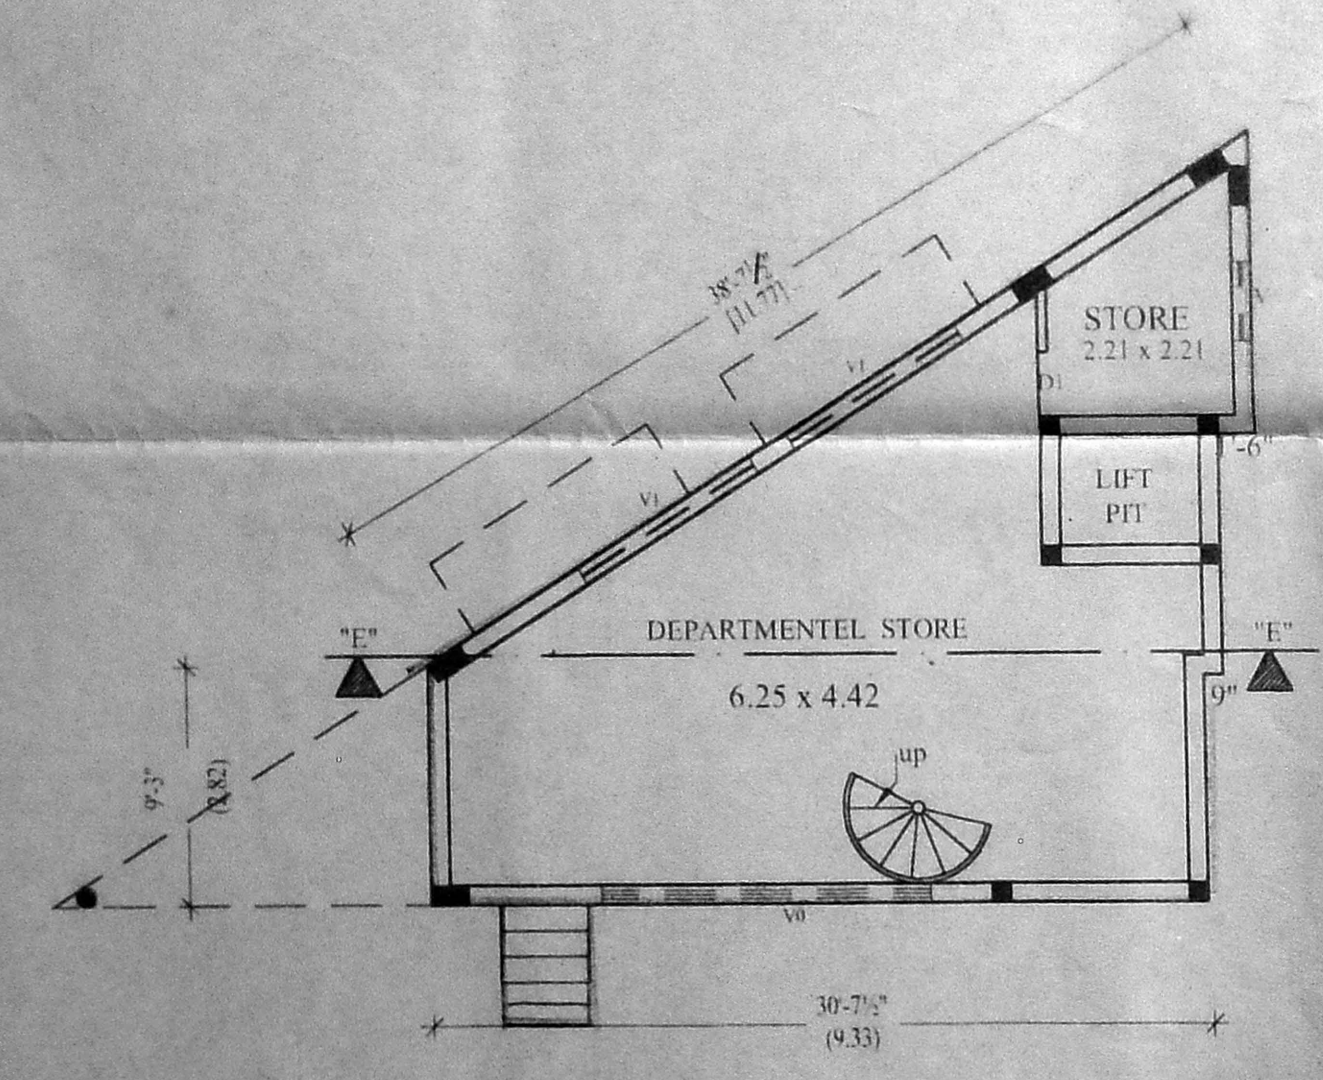 38'-7½"
[11.77]
STORE
2.21 x 2.21
V1
D1
1'-6"
V1
LIFT
PIT
"E"
DEPARTMENTEL STORE
"E"
6.25 x 4.42
9"
up
9'-3"
(2.82)
V0
30'-7½"
(9.33)